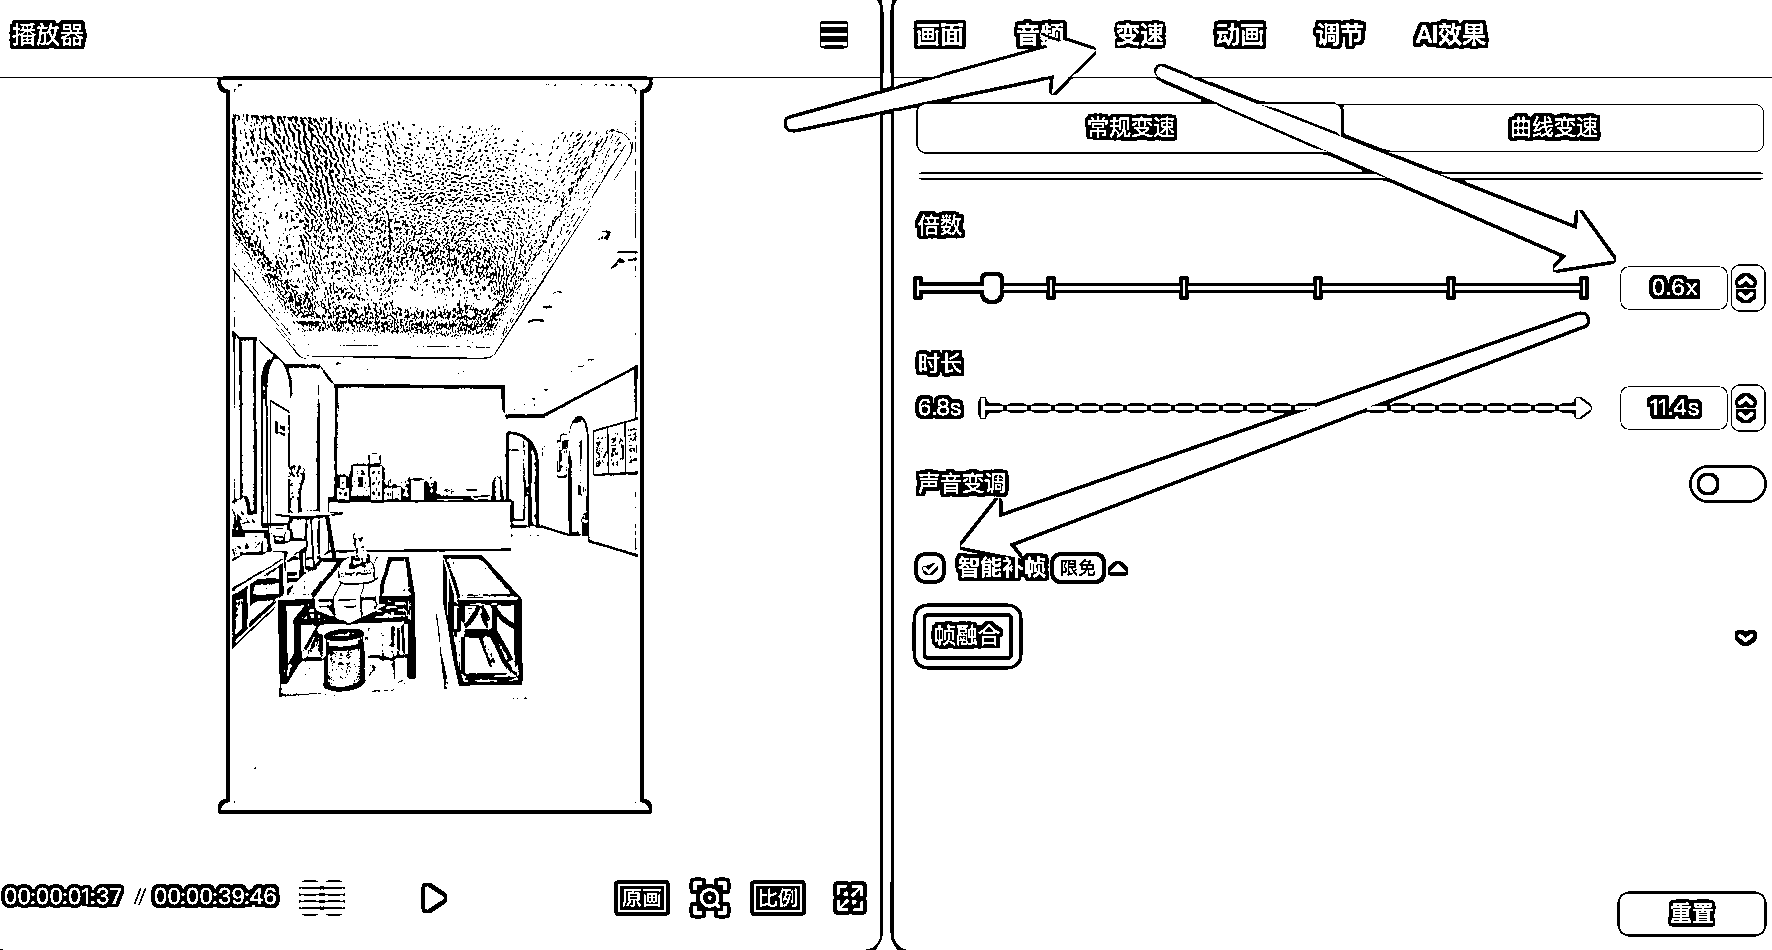 播放器
画面 音频 变速 动画 调节 AI效果
常规变速 曲线变速
倍数
0.6x
时长
6.8s 11.4s
声音变调
智能补帧 限免
帧融合
00:00:01:37 // 00:00:39:46 原画 比例
重置